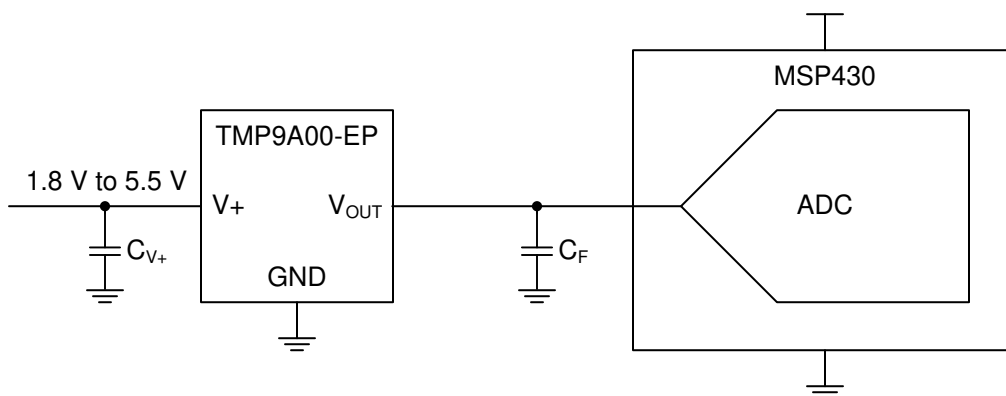 MSP430
TMP9A00-EP
1.8 V to 5.5 V
V+
VOUT
ADC
CV+
CF
GND